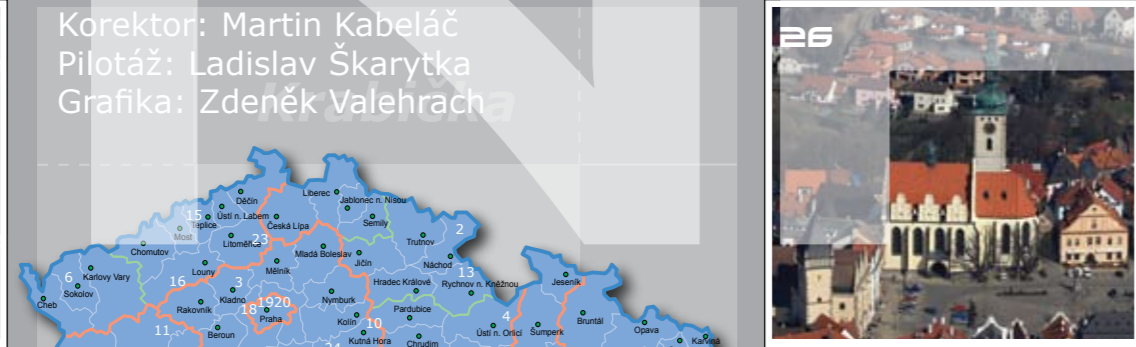 Korektor: Martin Kabeláč
Pilotáž: Ladislav Škarytka
Grafika: Zdeněk Valehrach
Krabička
26
Děčín
Liberec
Jablonec n. Nisou
15
Teplice
Ústí n. Labem
Česká Lípa
Semily
Most
Litoměřice
23
Trutnov
2
Chomutov
Mladá Boleslav
Jičín
Náchod
Louny
Mělník
13
6
Karlovy Vary
16
3
Hradec Králové
Rychnov n. Kněžnou
Jeseník
Sokolov
Cheb
Rakovník
Kladno
18
1920
Praha
Nymburk
Pardubice
4
Bruntál
11
Beroun
Kolín
10
Kutná Hora
Chrudim
Ústí n. Orlicí
Šumperk
Opava
Karviná
24